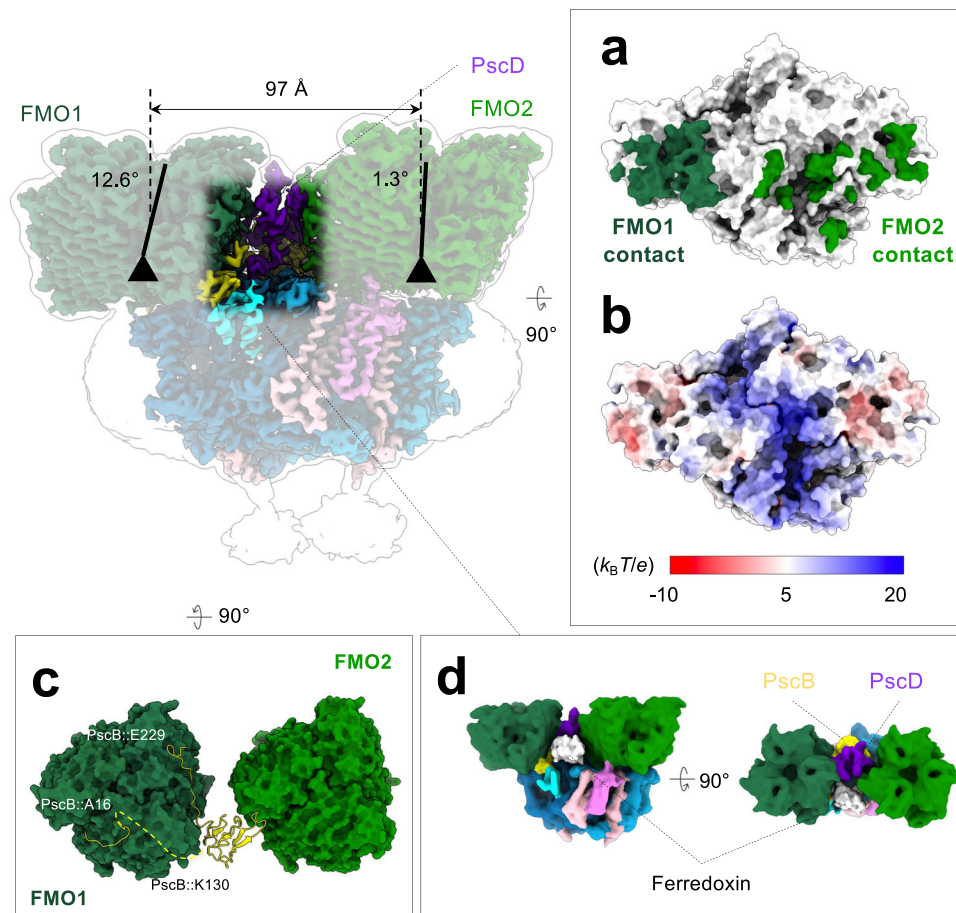 PscD
97 Å
FMO1
FMO2
12.6°
1.3°
90°
90°
a
FMO1
contact
FMO2
contact
b
(kBT/e)
-10
5
20
c
FMO2
PscB::E229
PscB::A16
PscB::K130
FMO1
d
PscB
PscD
90°
Ferredoxin